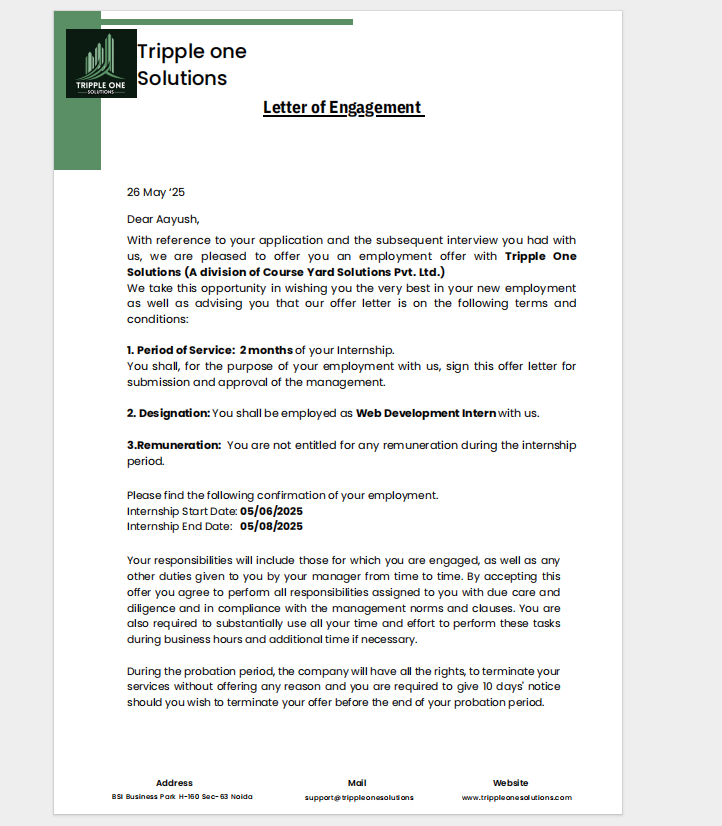 TRIPPLE ONE
SOLUTIONS
Tripple one
Solutions
Letter of Engagement
26 May ‘25
Dear Aayush,
With reference to your application and the subsequent interview you had with
us, we are pleased to offer you an employment offer with Tripple One
Solutions (A division of Course Yard Solutions Pvt. Ltd.)
We take this opportunity in wishing you the very best in your new employment
as well as advising you that our offer letter is on the following terms and
conditions:
1. Period of Service: 2 months of your Internship.
You shall, for the purpose of your employment with us, sign this offer letter for
submission and approval of the management.
2. Designation: You shall be employed as Web Development Intern with us.
3.Remuneration: You are not entitled for any remuneration during the internship
period.
Please find the following confirmation of your employment.
Internship Start Date: 05/06/2025
Internship End Date: 05/08/2025
Your responsibilities will include those for which you are engaged, as well as any
other duties given to you by your manager from time to time. By accepting this
offer you agree to perform all responsibilities assigned to you with due care and
diligence and in compliance with the management norms and clauses. You are
also required to substantially use all your time and effort to perform these tasks
during business hours and additional time if necessary.
During the probation period, the company will have all the rights, to terminate your
services without offering any reason and you are required to give 10 days' notice
should you wish to terminate your offer before the end of your probation period.
Address Mail Website
BSI Business Park H-160 Sec-63 Noida support@trippleonesolutions www.trippleonesolutions.com